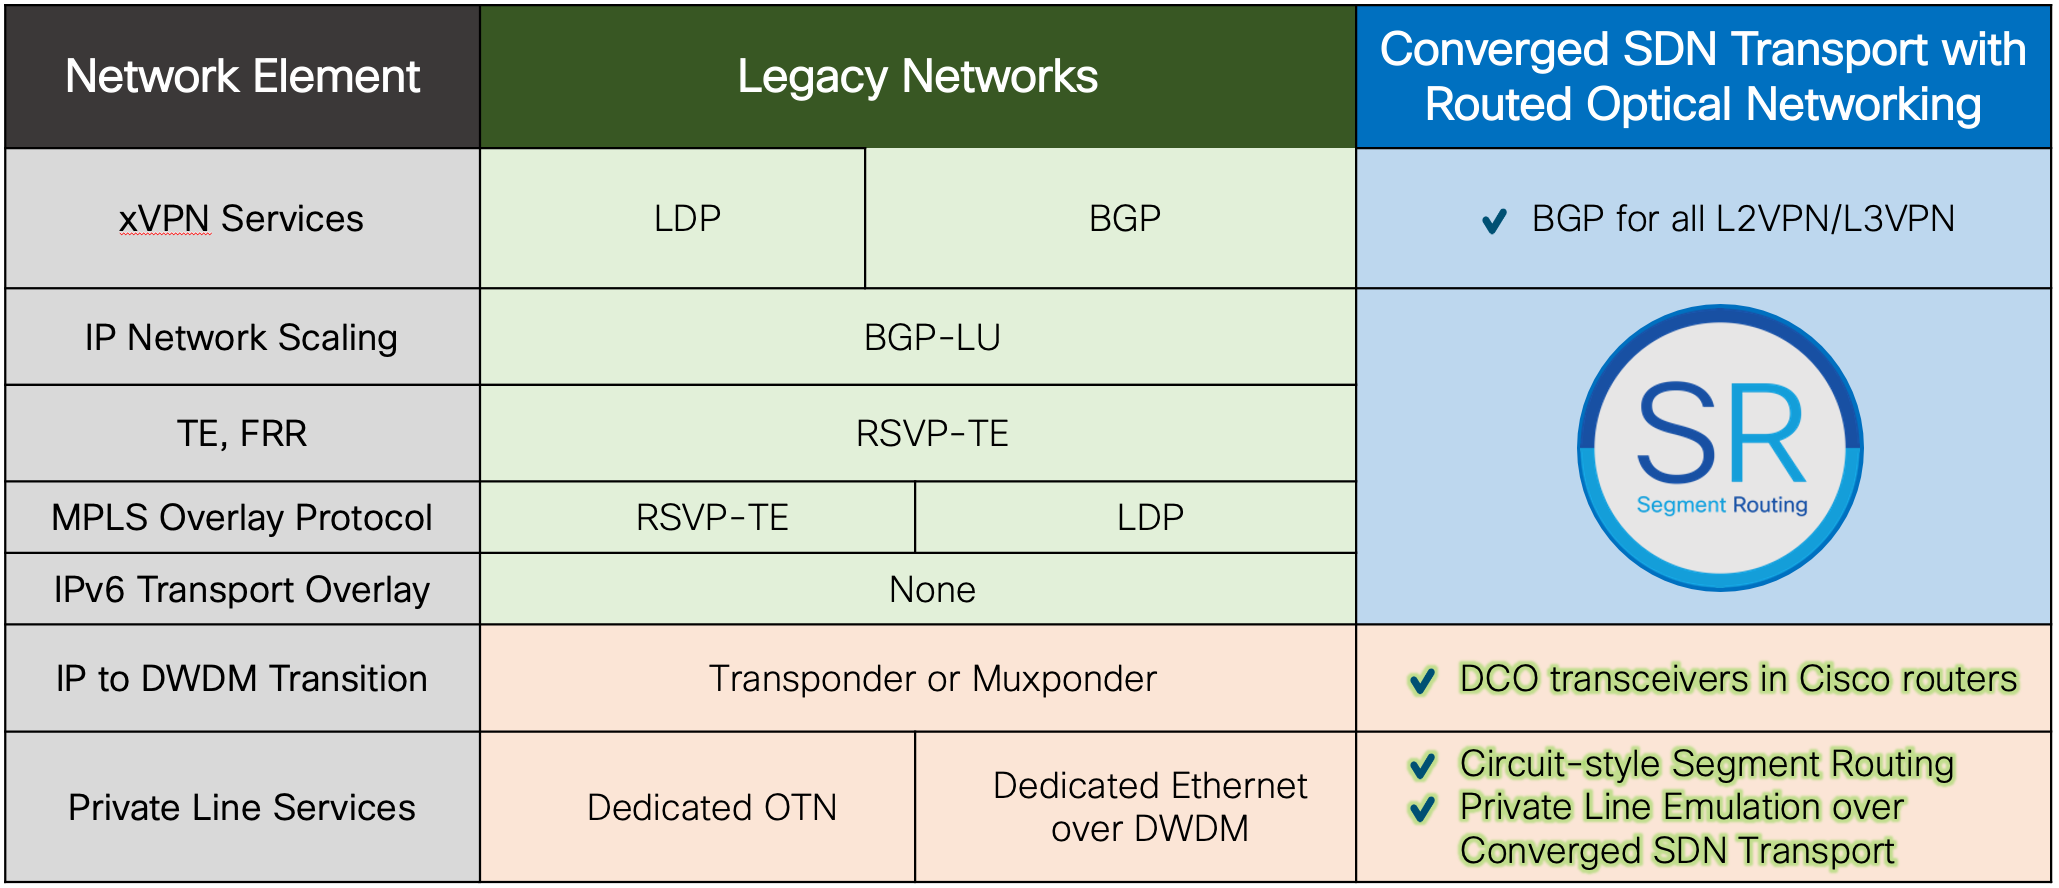 Network Element
Legacy Networks
Converged SDN Transport with
Routed Optical Networking
xVPN Services
LDP
BGP
✔ BGP for all L2VPN/L3VPN
IP Network Scaling
BGP-LU
SR
Segment Routing
TE, FRR
RSVP-TE
MPLS Overlay Protocol
RSVP-TE
LDP
IPv6 Transport Overlay
None
IP to DWDM Transition
Transponder or Muxponder
✔ DCO transceivers in Cisco routers
Private Line Services
Dedicated OTN
Dedicated Ethernet
over DWDM
✔ Circuit-style Segment Routing
✔ Private Line Emulation over
Converged SDN Transport